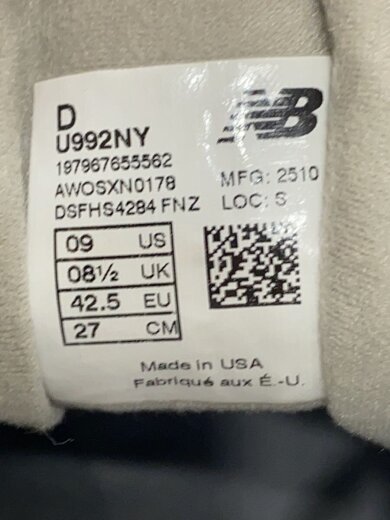 D
U992NY
197967655562
AWOSXN0178
DSFHS4284 FNZ
NB
MFG: 2510
LOC: S
09 US
08½ UK
42.5 EU
27 CM
Made in USA
Fabriqué aux É.-U.